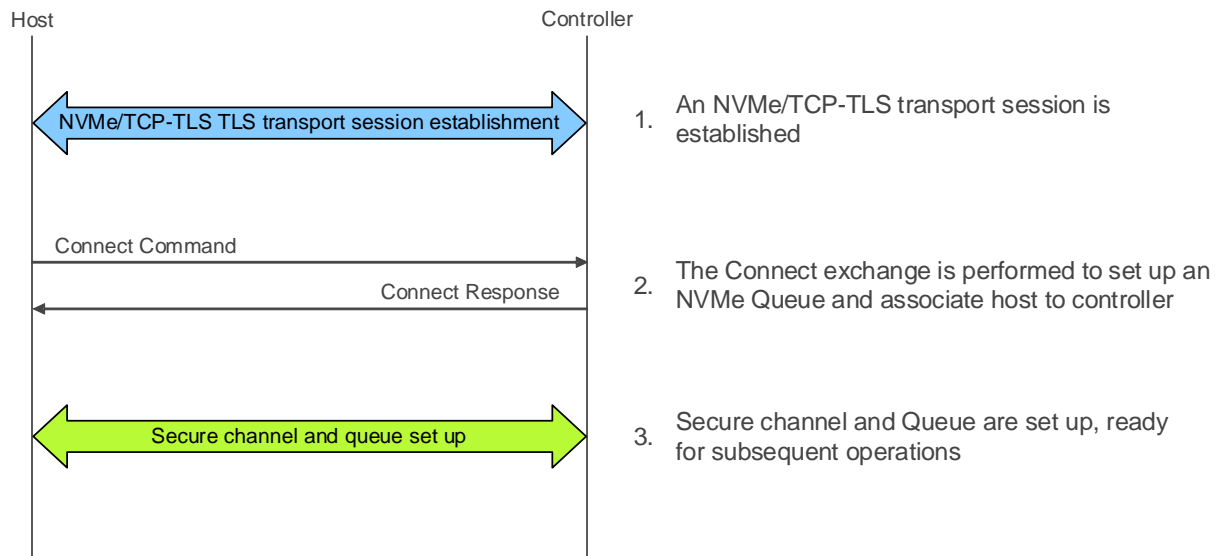 Host
Controller
NVMe/TCP-TLS TLS transport session establishment
1. An NVMe/TCP-TLS transport session is
established
Connect Command
Connect Response
2. The Connect exchange is performed to set up an
NVMe Queue and associate host to controller
Secure channel and queue set up
3. Secure channel and Queue are set up, ready
for subsequent operations